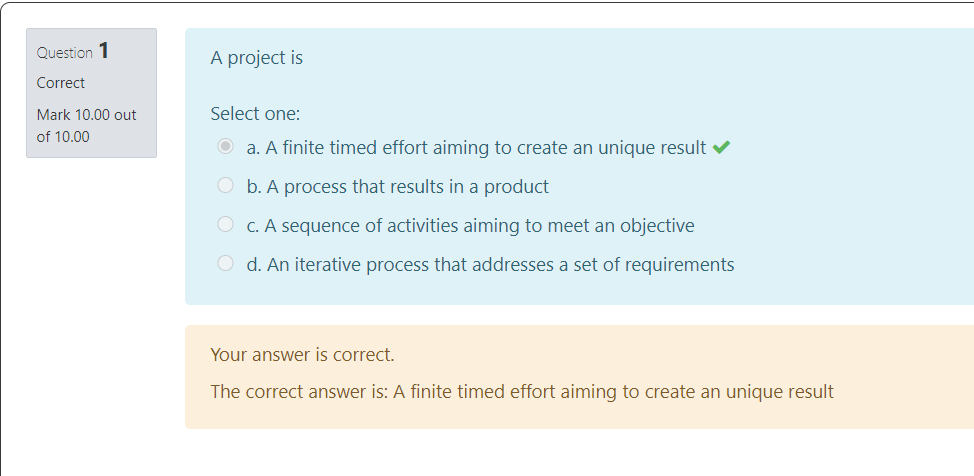 Question 1
Correct
Mark 10.00 out
of 10.00
A project is
Select one:
a. A finite timed effort aiming to create an unique result
b. A process that results in a product
c. A sequence of activities aiming to meet an objective
d. An iterative process that addresses a set of requirements
Your answer is correct.
The correct answer is: A finite timed effort aiming to create an unique result